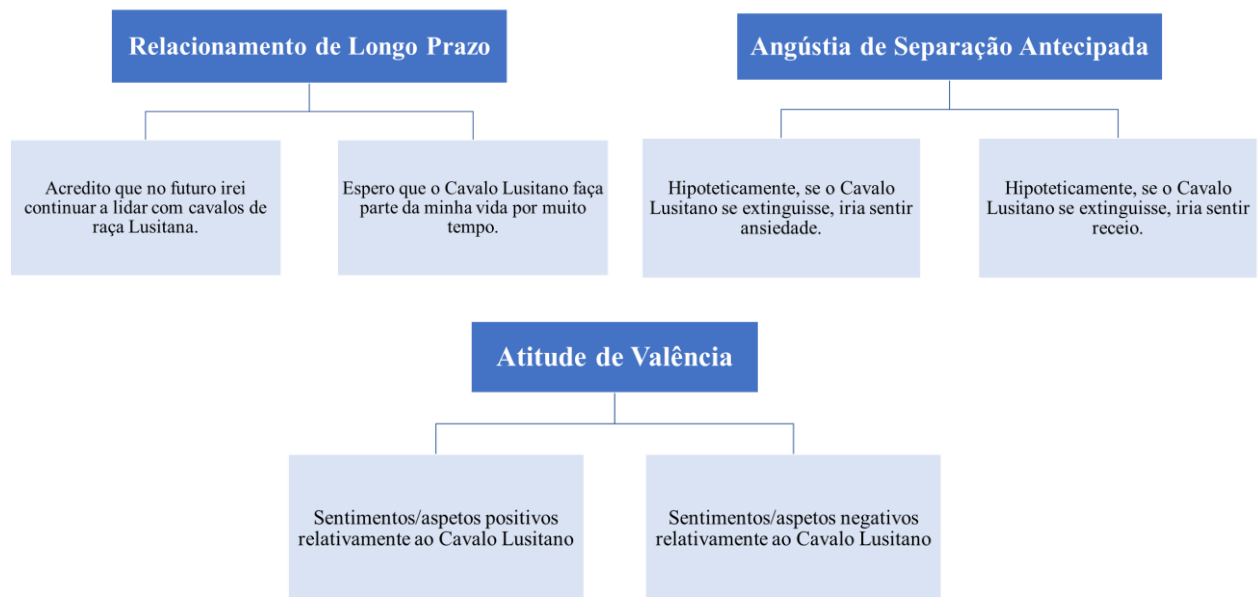 Relacionamento de Longo Prazo
Acredito que no futuro irei
continuar a lidar com cavalos de
raça Lusitana.
Espero que o Cavalo Lusitano faça
parte da minha vida por muito
tempo.
Angústia de Separação Antecipada
Hipoteticamente, se o Cavalo
Lusitano se extinguisse, iria sentir
ansiedade.
Hipoteticamente, se o Cavalo
Lusitano se extinguisse, iria sentir
receio.
Atitude de Valência
Sentimentos/aspetos positivos
relativamente ao Cavalo Lusitano
Sentimentos/aspetos negativos
relativamente ao Cavalo Lusitano